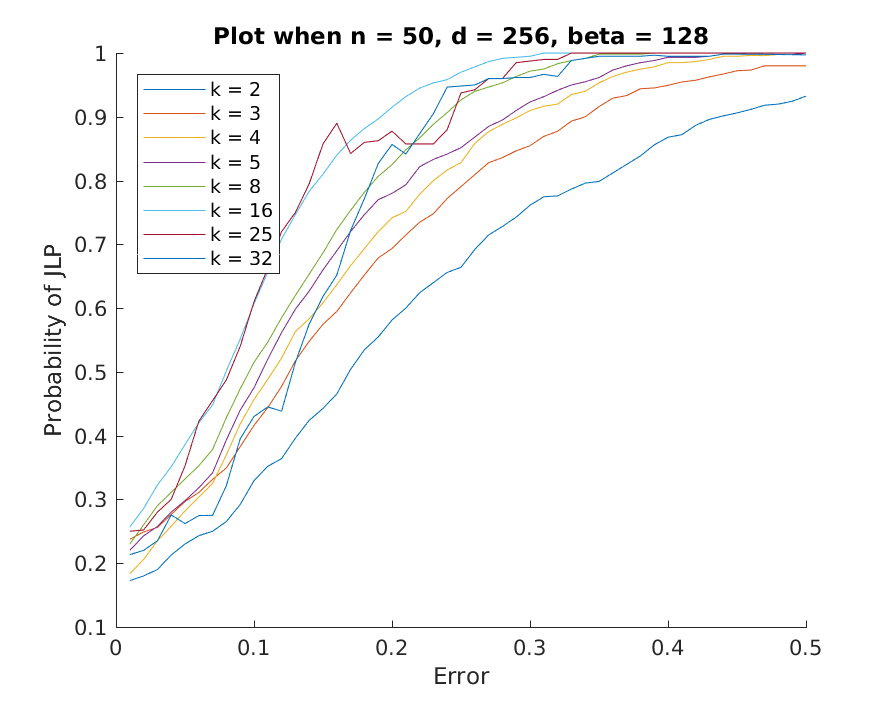 Plot when n = 50, d = 256, beta = 128
1
0.9
0.8
0.7
0.6
0.5
0.4
0.3
0.2
0.1
Probability of JLP
k = 2
k = 3
k = 4
k = 5
k = 8
k = 16
k = 25
k = 32
0
0.1
0.2
0.3
0.4
0.5
Error